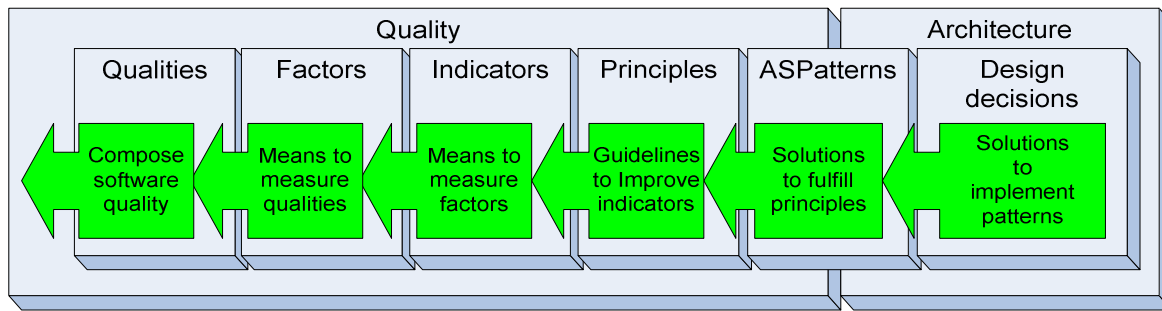 Quality
Architecture
Qualities
Factors
Indicators
Principles
ASPatterns
Design
decisions
Compose
software
quality
Means to
measure
qualities
Means to
measure
factors
Guidelines
to Improve
indicators
Solutions
to fulfill
principles
Solutions
to
implement
patterns